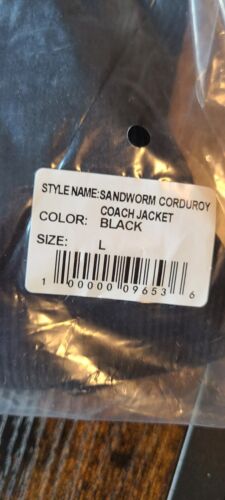 STYLE NAME:SANDWORM CORDUROY
COACH JACKET
COLOR: BLACK
SIZE: L
1 00000 09653 6